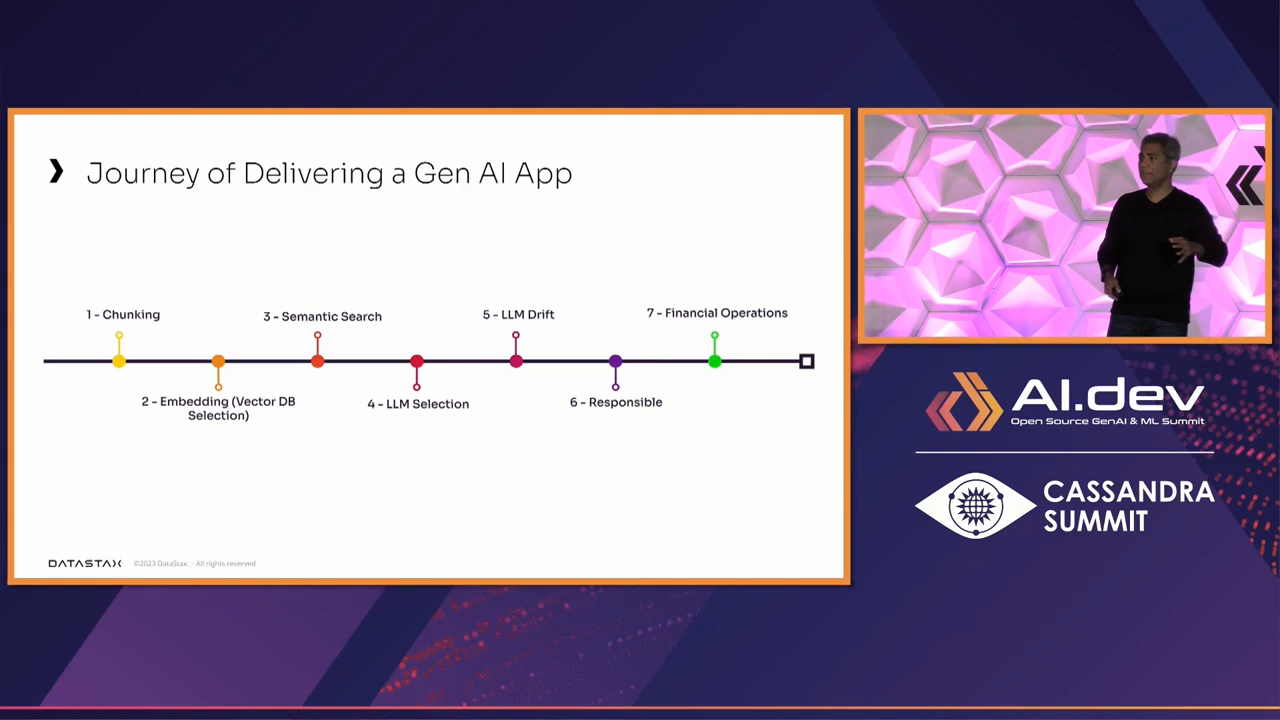 Journey of Delivering a Gen AI App
1 - Chunking
3 - Semantic Search
5 - LLM Drift
7 - Financial Operations
2 - Embedding (Vector DB
Selection)
4 - LLM Selection
6 - Responsible
DATASTAX
©2023 DataStax. – All rights reserved
AI.dev
Open Source GenAI & ML Summit
CASSANDRA
SUMMIT